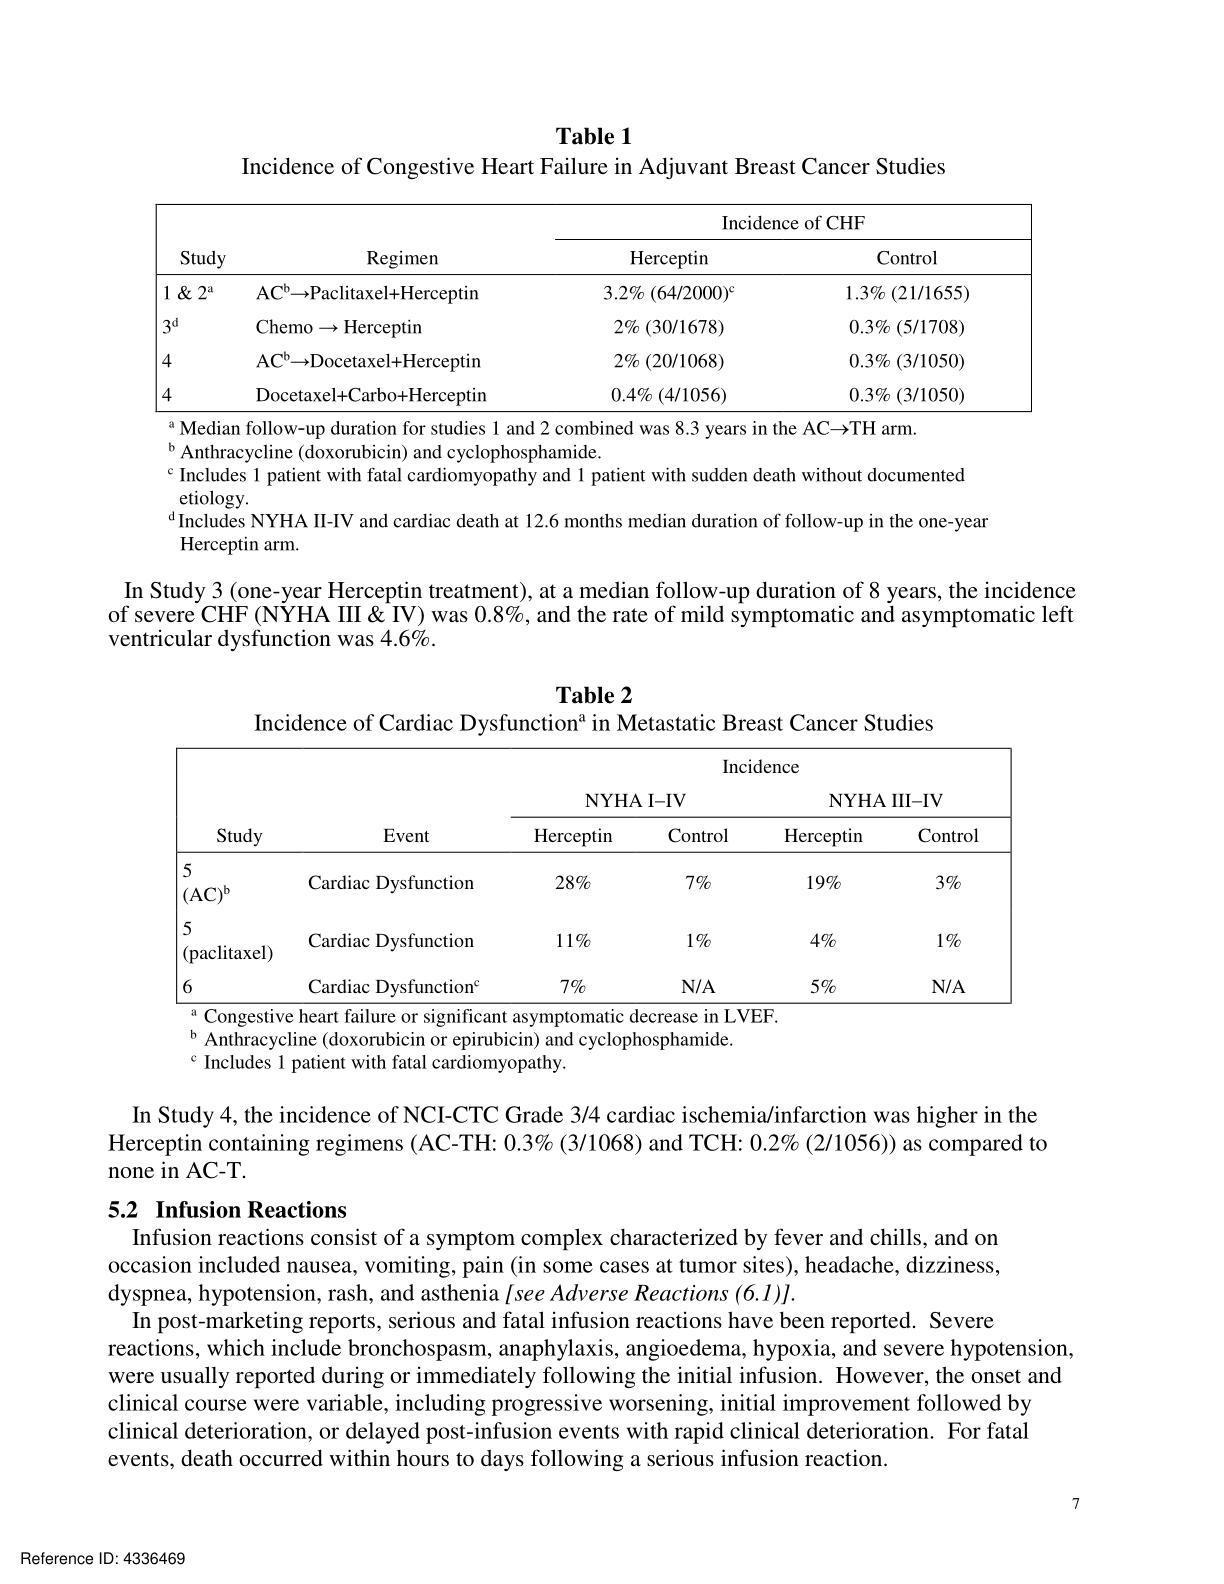 Table 1
Incidence of Congestive Heart Failure in Adjuvant Breast Cancer Studies
Incidence of CHF
Study Regimen Herceptin Control
1 & 2ᵃ ACᵇ→Paclitaxel+Herceptin 3.2% (64/2000)ᶜ 1.3% (21/1655)
3ᵈ Chemo → Herceptin 2% (30/1678) 0.3% (5/1708)
4 ACᵇ→Docetaxel+Herceptin 2% (20/1068) 0.3% (3/1050)
4 Docetaxel+Carbo+Herceptin 0.4% (4/1056) 0.3% (3/1050)
ᵃ Median follow-up duration for studies 1 and 2 combined was 8.3 years in the AC→TH arm.
ᵇ Anthracycline (doxorubicin) and cyclophosphamide.
ᶜ Includes 1 patient with fatal cardiomyopathy and 1 patient with sudden death without documented
etiology.
ᵈ Includes NYHA II-IV and cardiac death at 12.6 months median duration of follow-up in the one-year
Herceptin arm.
In Study 3 (one-year Herceptin treatment), at a median follow-up duration of 8 years, the incidence
of severe CHF (NYHA III & IV) was 0.8%, and the rate of mild symptomatic and asymptomatic left
ventricular dysfunction was 4.6%.
Table 2
Incidence of Cardiac Dysfunctionᵃ in Metastatic Breast Cancer Studies
Incidence
NYHA I–IV NYHA III–IV
Study Event Herceptin Control Herceptin Control
5
(AC)ᵇ Cardiac Dysfunction 28% 7% 19% 3%
5
(paclitaxel) Cardiac Dysfunction 11% 1% 4% 1%
6 Cardiac Dysfunctionᶜ 7% N/A 5% N/A
ᵃ Congestive heart failure or significant asymptomatic decrease in LVEF.
ᵇ Anthracycline (doxorubicin or epirubicin) and cyclophosphamide.
ᶜ Includes 1 patient with fatal cardiomyopathy.
In Study 4, the incidence of NCI-CTC Grade 3/4 cardiac ischemia/infarction was higher in the
Herceptin containing regimens (AC-TH: 0.3% (3/1068) and TCH: 0.2% (2/1056)) as compared to
none in AC-T.
5.2 Infusion Reactions
Infusion reactions consist of a symptom complex characterized by fever and chills, and on
occasion included nausea, vomiting, pain (in some cases at tumor sites), headache, dizziness,
dyspnea, hypotension, rash, and asthenia [see Adverse Reactions (6.1)].
In post-marketing reports, serious and fatal infusion reactions have been reported. Severe
reactions, which include bronchospasm, anaphylaxis, angioedema, hypoxia, and severe hypotension,
were usually reported during or immediately following the initial infusion. However, the onset and
clinical course were variable, including progressive worsening, initial improvement followed by
clinical deterioration, or delayed post-infusion events with rapid clinical deterioration. For fatal
events, death occurred within hours to days following a serious infusion reaction.
7
Reference ID: 4336469